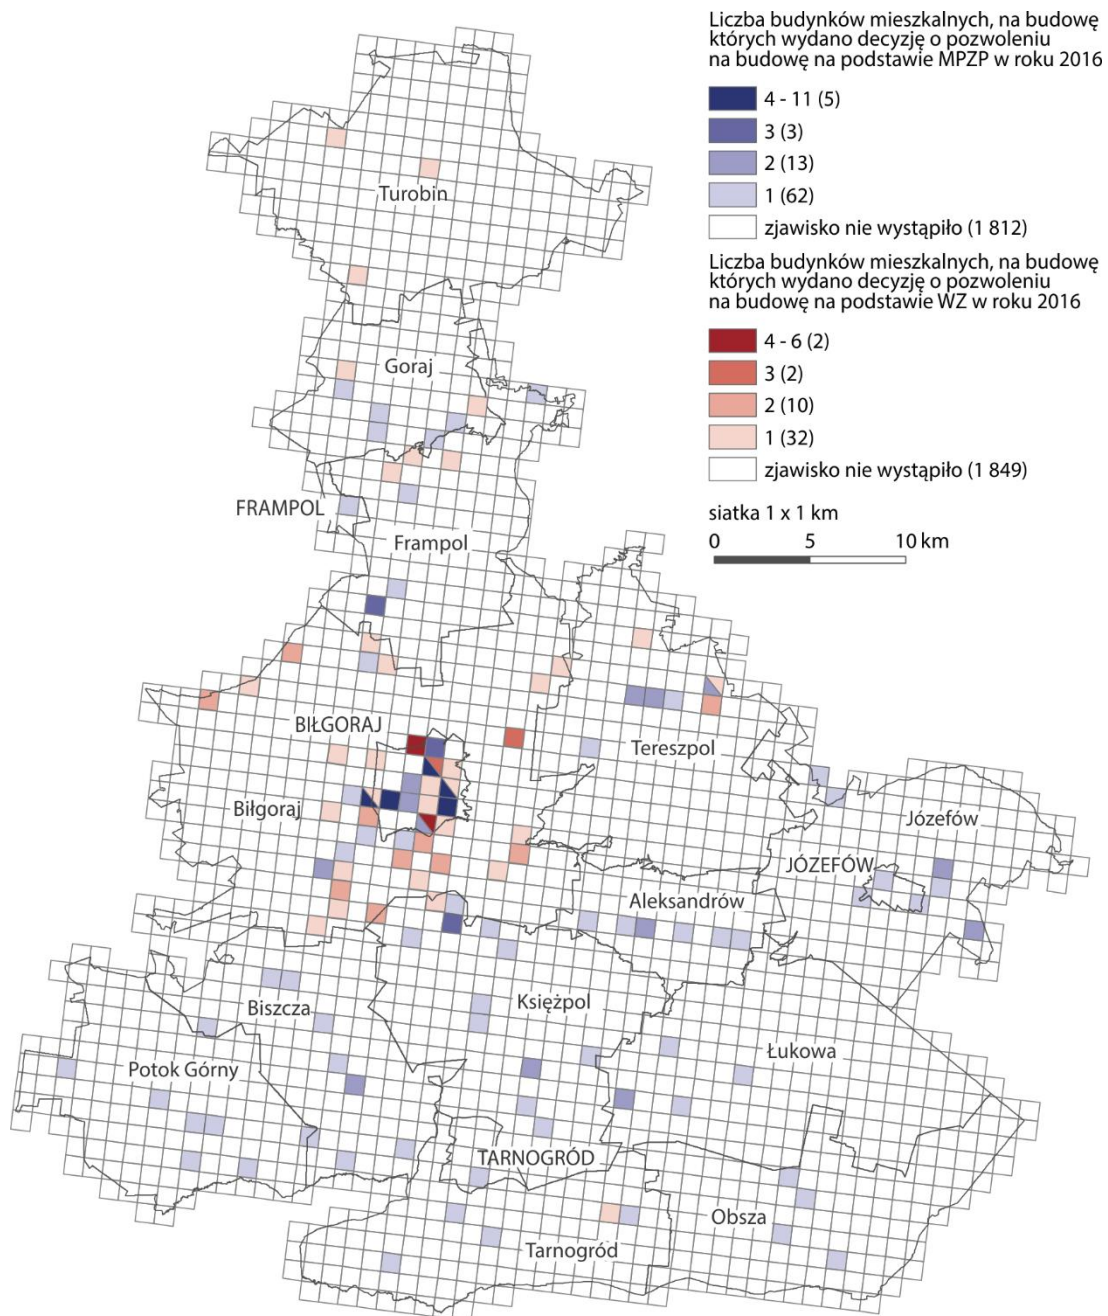 Liczba budynków mieszkalnych, na budowę
których wydano decyzję o pozwoleniu
na budowę na podstawie MPZP w roku 2016
4 - 11 (5)
3 (3)
2 (13)
1 (62)
zjawisko nie wystąpiło (1 812)
Liczba budynków mieszkalnych, na budowę
których wydano decyzję o pozwoleniu
na budowę na podstawie WZ w roku 2016
4 - 6 (2)
3 (2)
2 (10)
1 (32)
zjawisko nie wystąpiło (1 849)
siatka 1 x 1 km
0 5 10 km
Turobin
Goraj
FRAMPOL
Frampol
BIŁGORAJ
Tereszpol
Biłgoraj
Józefów
JÓZEFÓW
Aleksandrów
Księżpol
Biszcza
Łukowa
Potok Górny
TARNOGRÓD
Obsza
Tarnogród